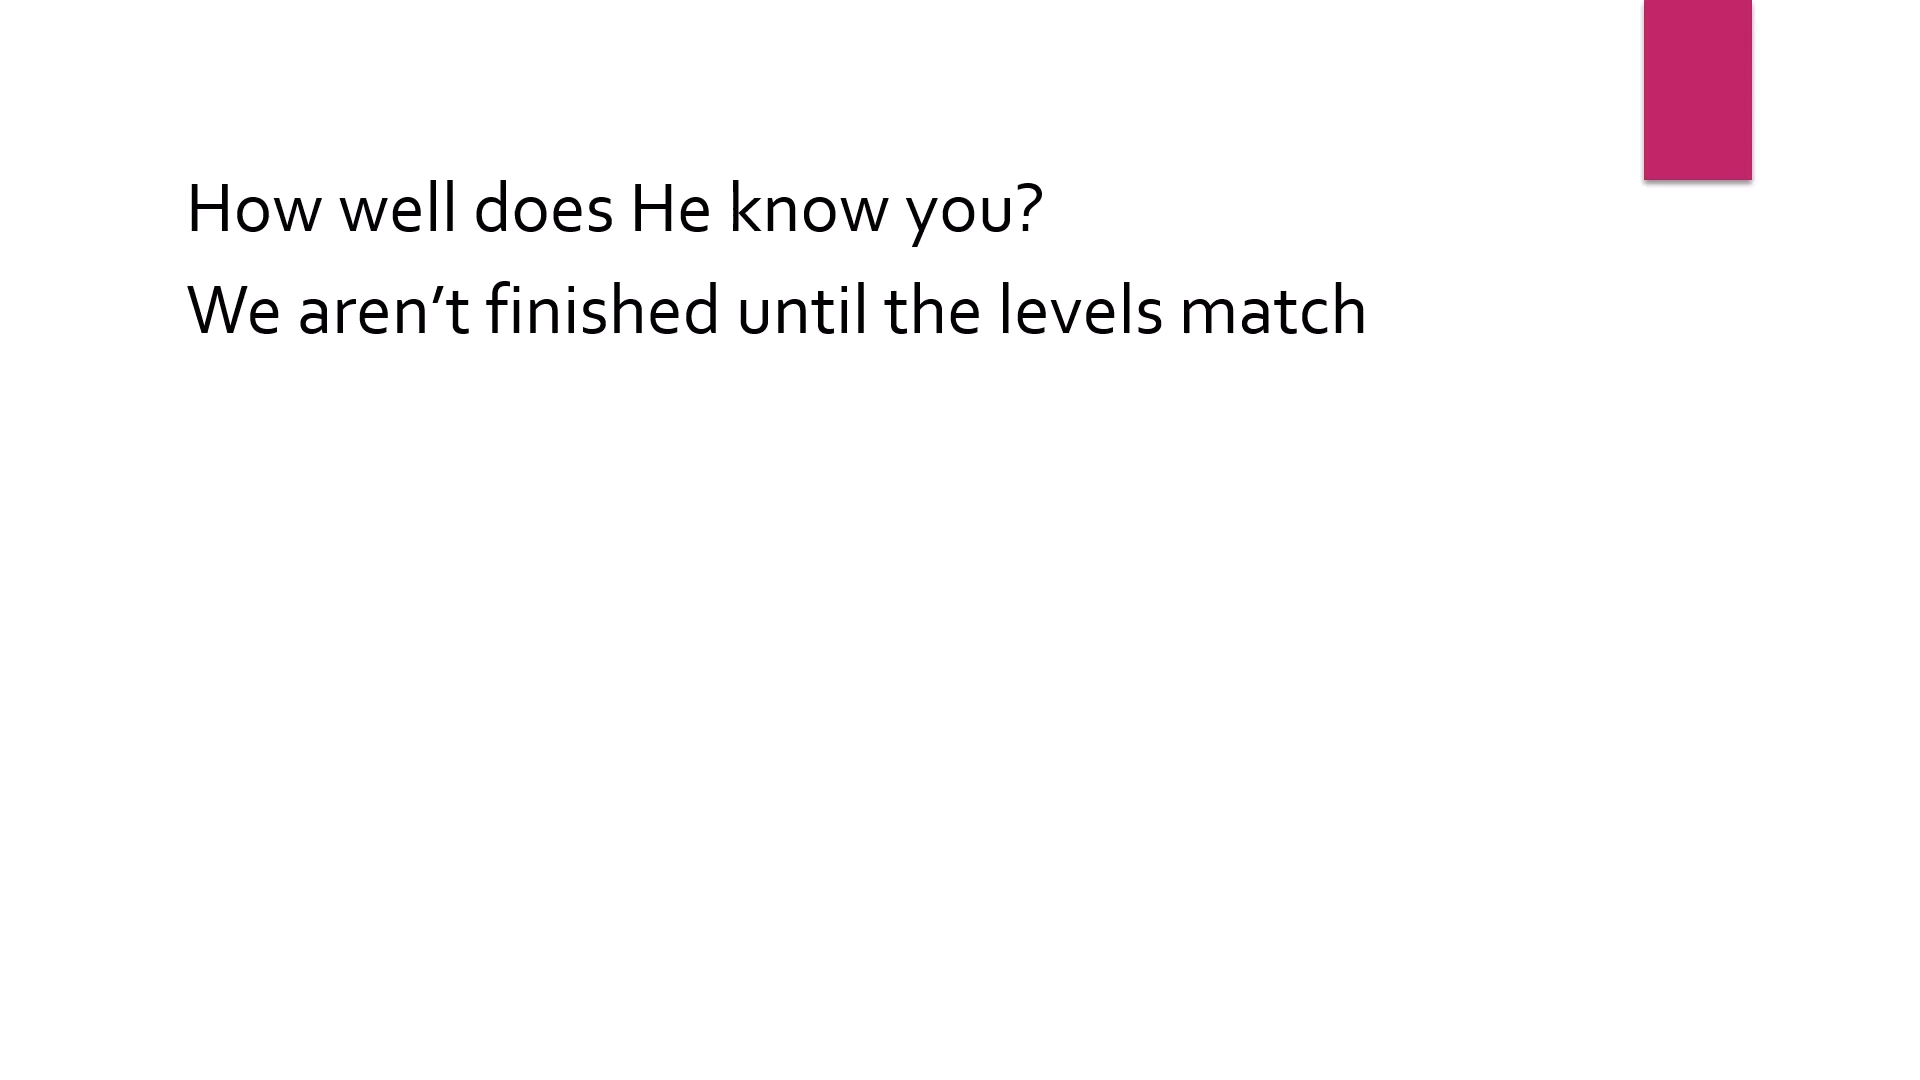 How well does He know you?
We aren’t finished until the levels match